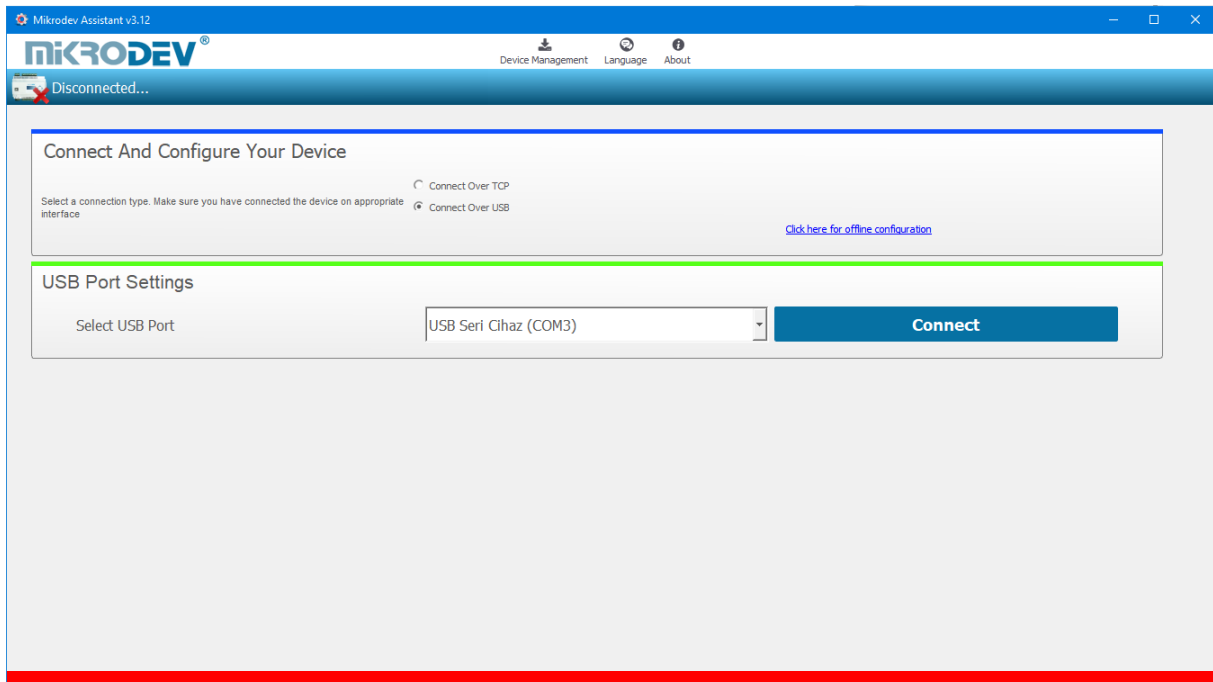 Mikrodev Assistant v3.12
MiKRODEV®
Device Management
Language
About
Disconnected...
Connect And Configure Your Device
Connect Over TCP
Select a connection type. Make sure you have connected the device on appropriate
interface
Connect Over USB
Click here for offline configuration
USB Port Settings
Select USB Port
USB Seri Cihaz (COM3)
Connect